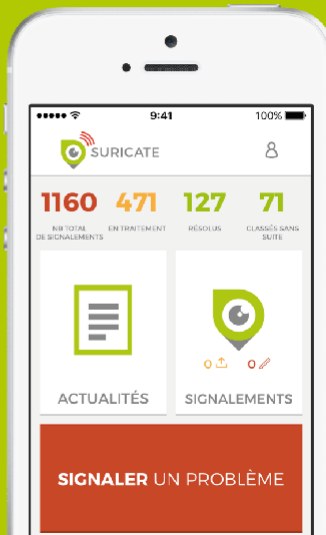 9:41
100%
SURICATE
1160 471 127 71
NB TOTAL
DE SIGNALEMENTS
EN TRAITEMENT
RÉSOLUS
CLASSÉS SANS
SUITE
0 0
ACTUALITÉS
SIGNALEMENTS
SIGNALER UN PROBLÈME